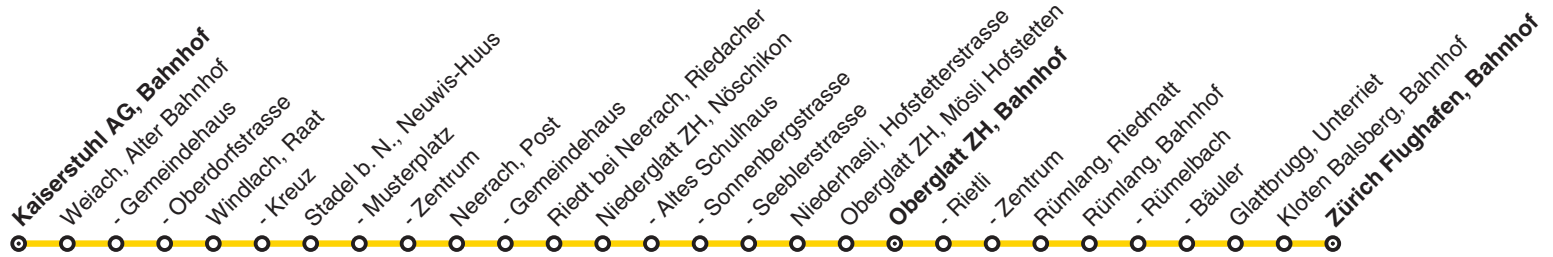 Kaiserstuhl AG, Bahnhof
Weiach, Alter Bahnhof
- Gemeindehaus
- Oberdorfstrasse
Windlach, Raat
- Kreuz
Stadel b. N., Neuwis-Huus
- Musterplatz
- Zentrum
Neerach, Post
- Gemeindehaus
Riedt bei Neerach, Riedacher
Niederglatt ZH, Nöschikon
- Altes Schulhaus
- Sonnenbergstrasse
- Seeblerstrasse
Niederhasli, Hofstetterstrasse
Oberglatt ZH, Mösli Hofstetten
Oberglatt ZH, Bahnhof
- Rietli
- Zentrum
Rümlang, Riedmatt
Rümlang, Bahnhof
- Rümelbach
- Bäuler
Glattbrugg, Unterriet
Kloten Balsberg, Bahnhof
Zürich Flughafen, Bahnhof